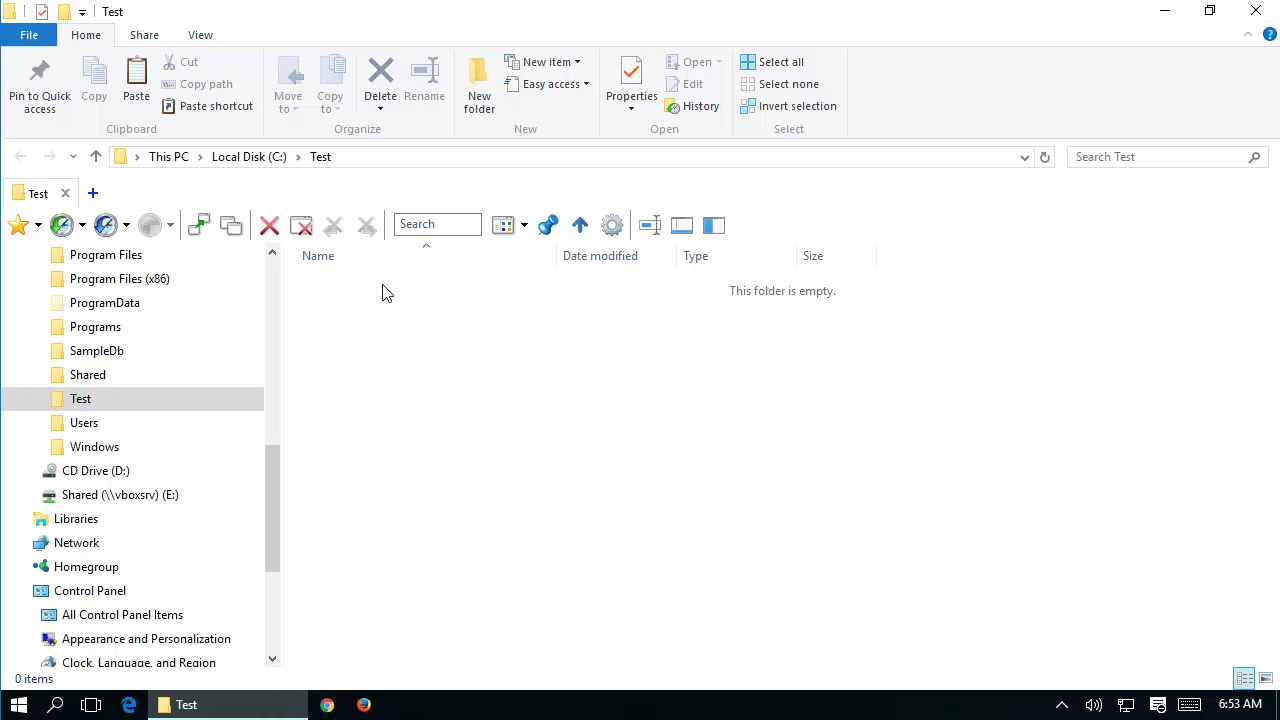 Test
File Home Share View
Pin to Quick access
Copy
Paste
Cut
Copy path
Paste shortcut
Clipboard
Move to
Copy to
Delete
Rename
Organize
New folder
New item
Easy access
New
Properties
Open
Edit
History
Open
Select all
Select none
Invert selection
Select
This PC Local Disk (C:) Test
Search Test
Test
Search
Name Date modified Type Size
This folder is empty.
Program Files
Program Files (x86)
ProgramData
Programs
SampleDb
Shared
Test
Users
Windows
CD Drive (D:)
Shared (\\vboxsrv) (E:)
Libraries
Network
Homegroup
Control Panel
All Control Panel Items
Appearance and Personalization
Clock, Language, and Region
0 items
Test
6:53 AM